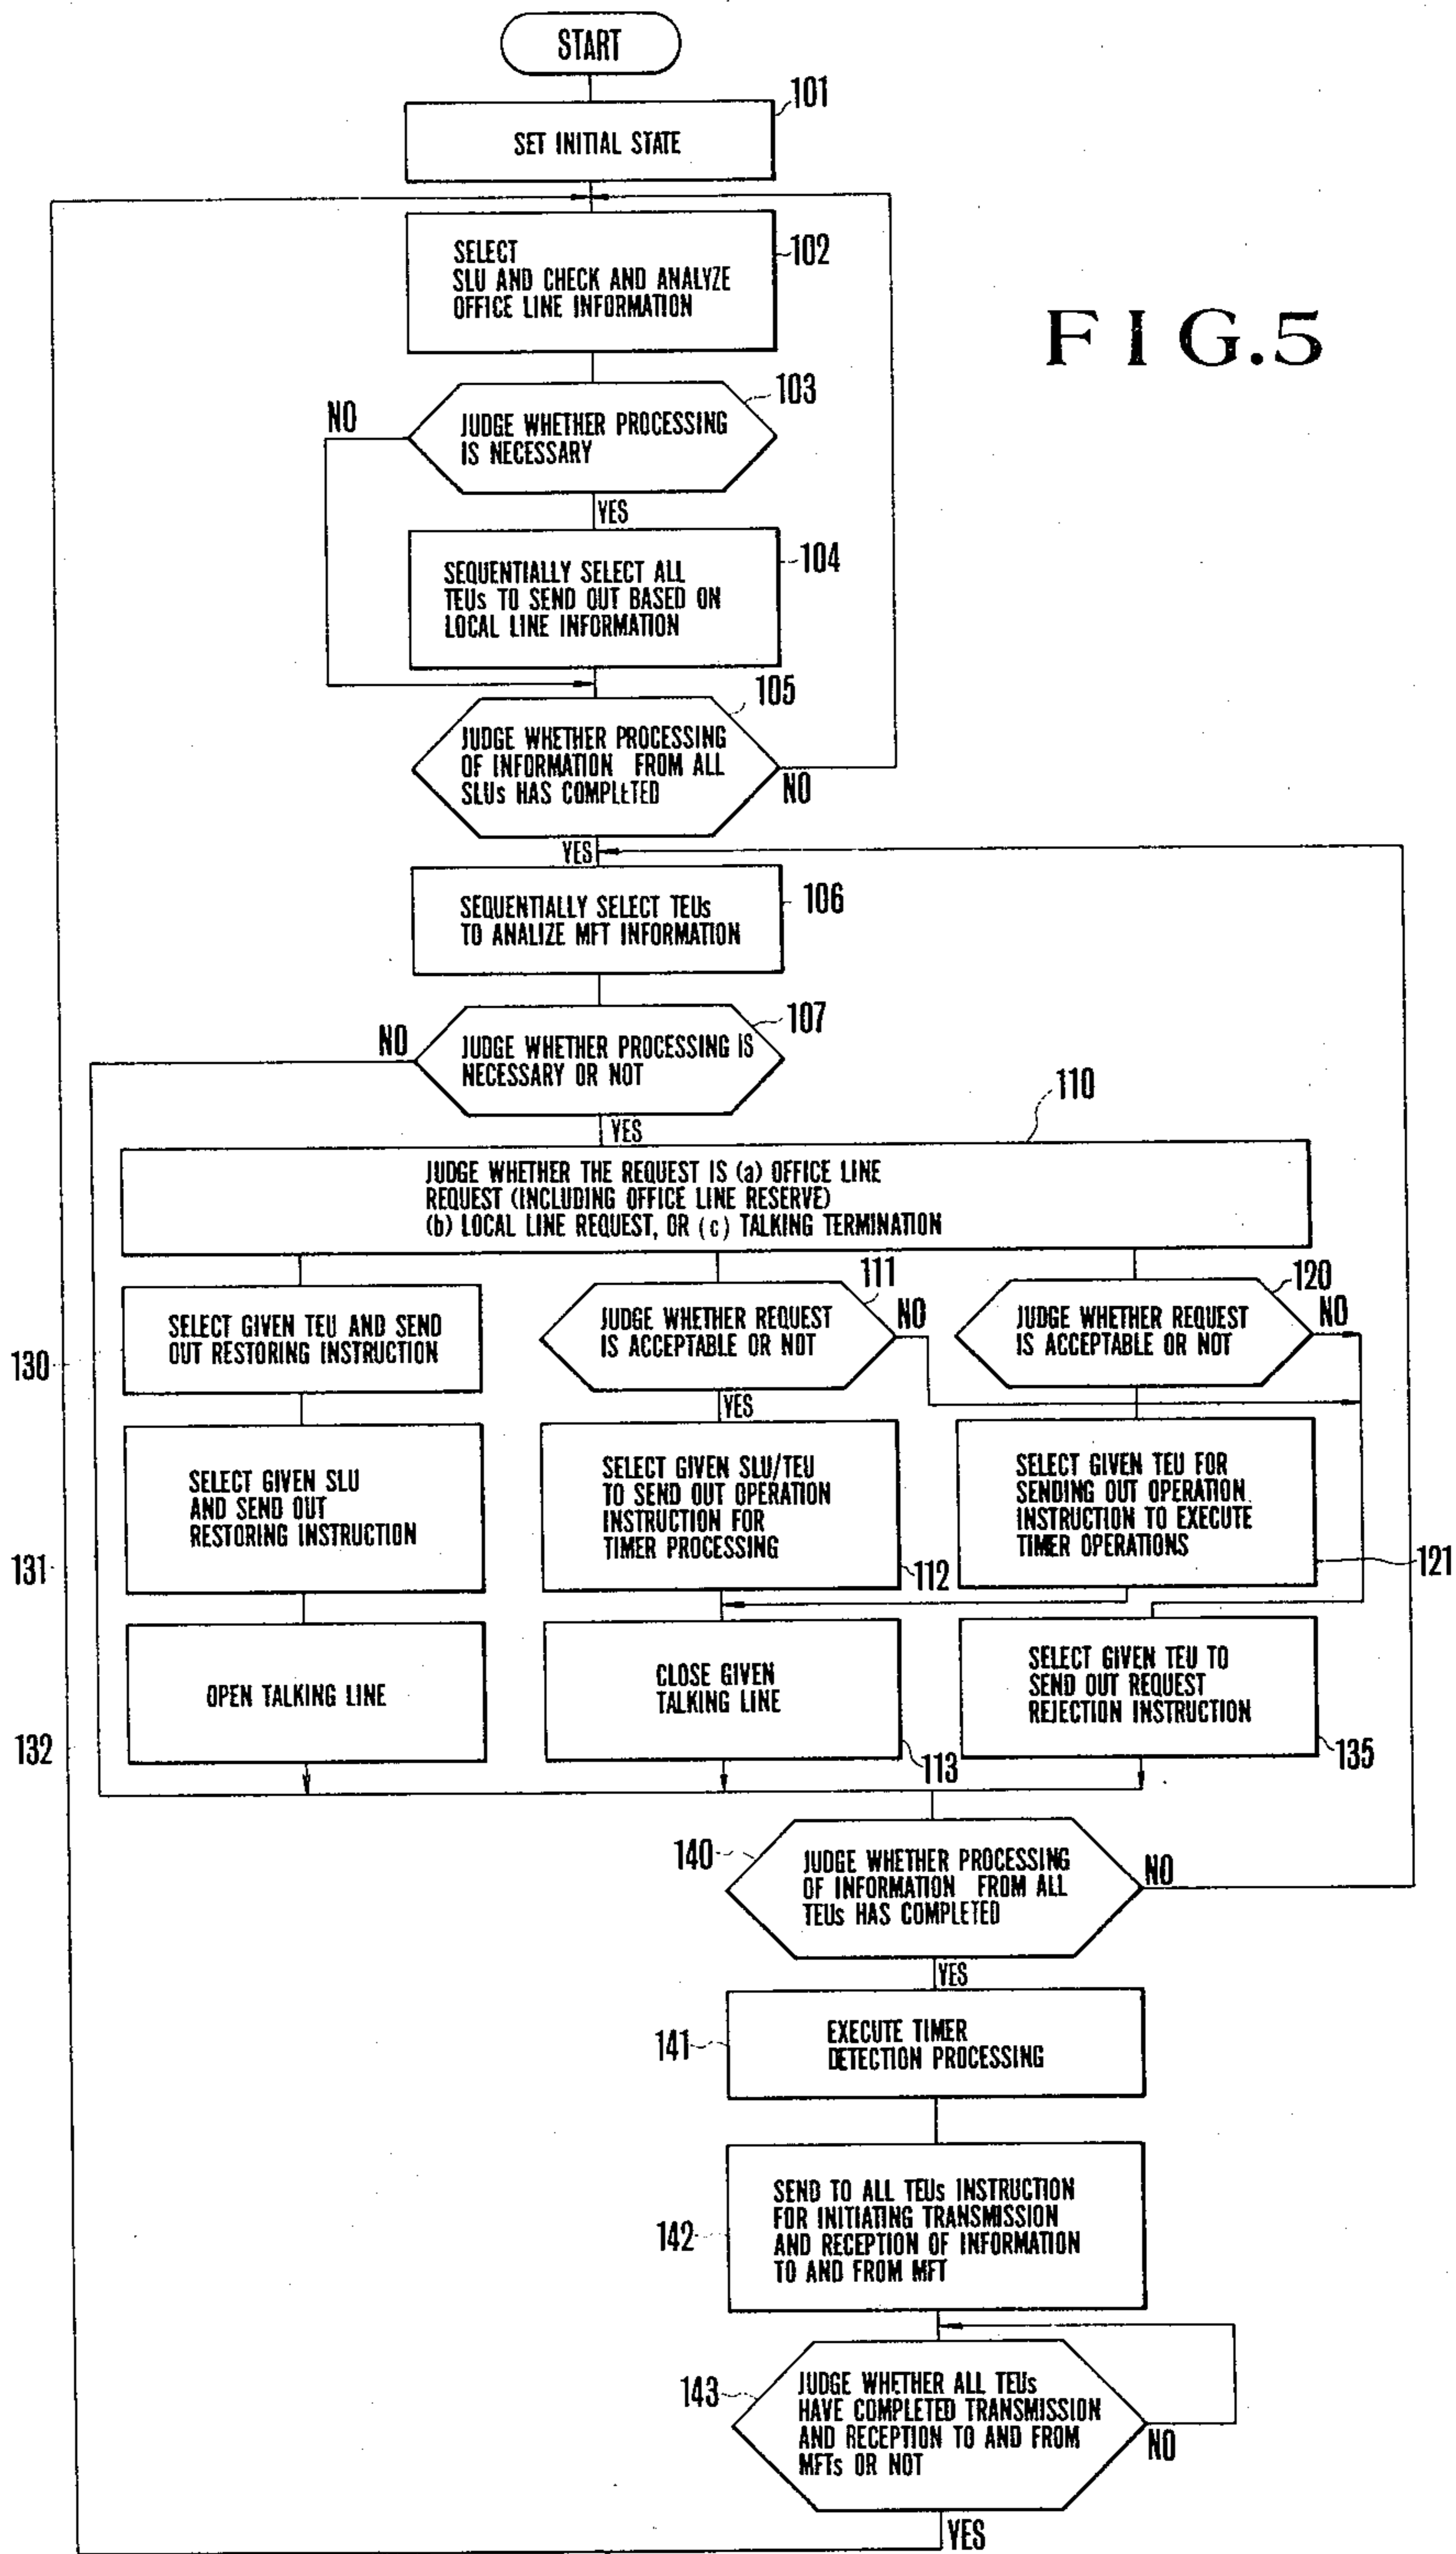 START
101
SET INITIAL STATE
SELECT
SLU AND CHECK AND ANALYZE
OFFICE LINE INFORMATION
102
FIG.5
103
NO
JUDGE WHETHER PROCESSING
IS NECESSARY
YES
104
SEQUENTIALLY SELECT ALL
TEUs TO SEND OUT BASED ON
LOCAL LINE INFORMATION
105
JUDGE WHETHER PROCESSING
OF INFORMATION FROM ALL
SLUs HAS COMPLETED
NO
YES
106
SEQUENTIALLY SELECT TEUs
TO ANALIZE MFT INFORMATION
107
NO
JUDGE WHETHER PROCESSING IS
NECESSARY OR NOT
YES
110
JUDGE WHETHER THE REQUEST IS (a) OFFICE LINE
REQUEST (INCLUDING OFFICE LINE RESERVE)
(b) LOCAL LINE REQUEST, OR (c) TALKING TERMINATION
130
SELECT GIVEN TEU AND SEND
OUT RESTORING INSTRUCTION
111
JUDGE WHETHER REQUEST
IS ACCEPTABLE OR NOT
NO
YES
120
JUDGE WHETHER REQUEST
IS ACCEPTABLE OR NOT
NO
131
SELECT GIVEN SLU
AND SEND OUT
RESTORING INSTRUCTION
SELECT GIVEN SLU/TEU
TO SEND OUT OPERATION
INSTRUCTION FOR
TIMER PROCESSING
112
SELECT GIVEN TEU FOR
SENDING OUT OPERATION
INSTRUCTION TO EXECUTE
TIMER OPERATIONS
121
132
OPEN TALKING LINE
CLOSE GIVEN
TALKING LINE
113
SELECT GIVEN TEU TO
SEND OUT REQUEST
REJECTION INSTRUCTION
135
140
JUDGE WHETHER PROCESSING
OF INFORMATION FROM ALL
TEUs HAS COMPLETED
NO
YES
141
EXECUTE TIMER
DETECTION PROCESSING
142
SEND TO ALL TEUs INSTRUCTION
FOR INITIATING TRANSMISSION
AND RECEPTION OF INFORMATION
TO AND FROM MFT
143
JUDGE WHETHER ALL TEUs
HAVE COMPLETED TRANSMISSION
AND RECEPTION TO AND FROM
MFTs OR NOT
NO
YES